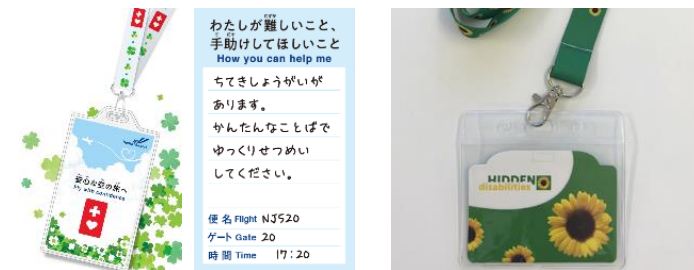 安心な空の旅へ
Fly with confidence
わたしが難しいこと、
手助けしてほしいこと
How you can help me
ちてきしょうがいが
あります。
かんたんなことばで
ゆっくりせつめい
してください。
便名 Flight NJ520
ゲート Gate 20
時間 Time 17:20
HIDDEN
disabilities